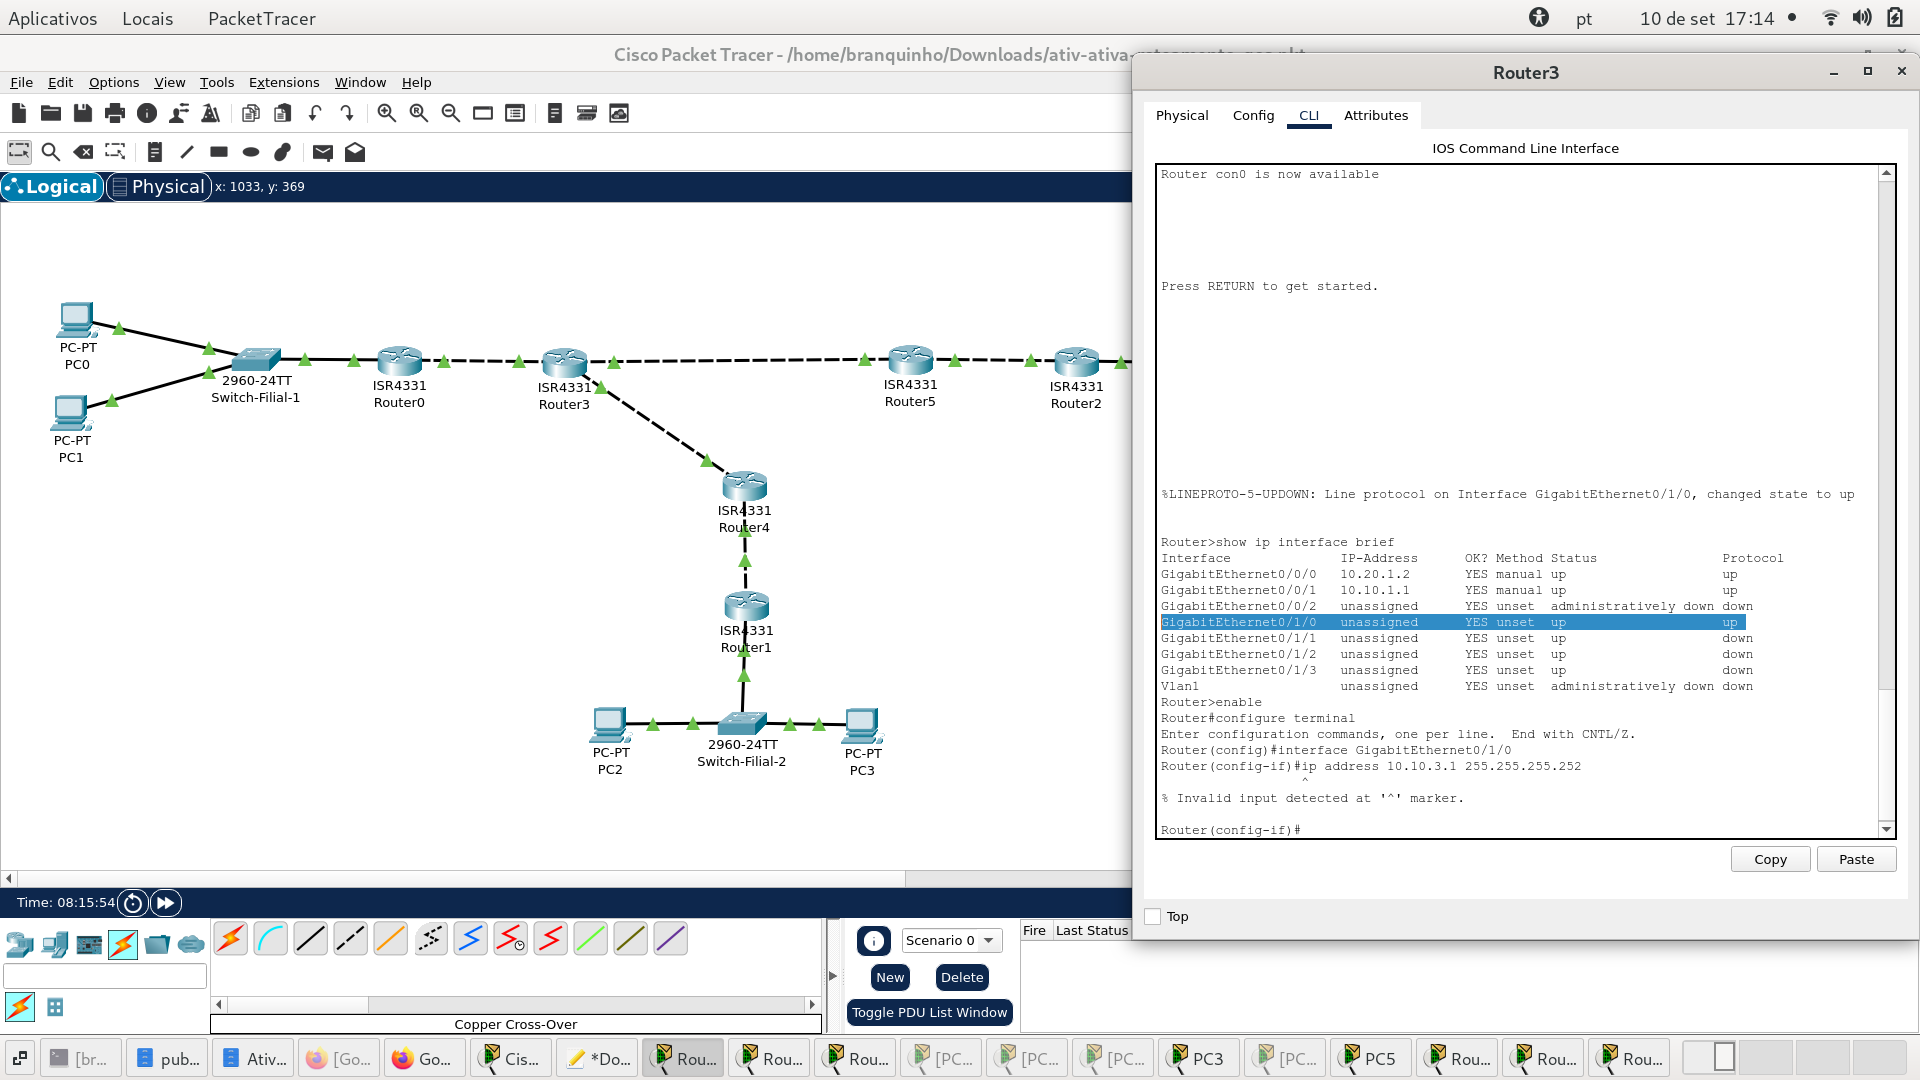 Aplicativos Locais PacketTracer pt 10 de set 17:14
Cisco Packet Tracer - /home/branquinho/Downloads/ativ-ativa-
File Edit Options View Tools Extensions Window Help
Logical Physical x: 1033, y: 369
PC-PT
PC0
PC-PT
PC1
2960-24TT
Switch-Filial-1
ISR4331
Router0
ISR4331
Router3
ISR4331
Router5
ISR4331
Router2
ISR4331
Router4
ISR4331
Router1
PC-PT
PC2
2960-24TT
Switch-Filial-2
PC-PT
PC3
Time: 08:15:54
Scenario 0
New Delete
Toggle PDU List Window
Fire Last Status
Copper Cross-Over
Router3
Physical Config CLI Attributes
IOS Command Line Interface
Router con0 is now available
Press RETURN to get started.
%LINEPROTO-5-UPDOWN: Line protocol on Interface GigabitEthernet0/1/0, changed state to up
Router>show ip interface brief
Interface IP-Address OK? Method Status Protocol
GigabitEthernet0/0/0 10.20.1.2 YES manual up up
GigabitEthernet0/0/1 10.10.1.1 YES manual up up
GigabitEthernet0/0/2 unassigned YES unset administratively down down
GigabitEthernet0/1/0 unassigned YES unset up up
GigabitEthernet0/1/1 unassigned YES unset up down
GigabitEthernet0/1/2 unassigned YES unset up down
GigabitEthernet0/1/3 unassigned YES unset up down
Vlan1 unassigned YES unset administratively down down
Router>enable
Router#configure terminal
Enter configuration commands, one per line. End with CNTL/Z.
Router(config)#interface GigabitEthernet0/1/0
Router(config-if)#ip address 10.10.3.1 255.255.255.252
^
% Invalid input detected at '^' marker.
Router(config-if)#
Copy Paste
Top
[br... pub... Ativ... [Go... Go... Cis... *Do... Rou... Rou... Rou... [PC... [PC... [PC... PC3 [PC... PC5 Rou... Rou... Rou...